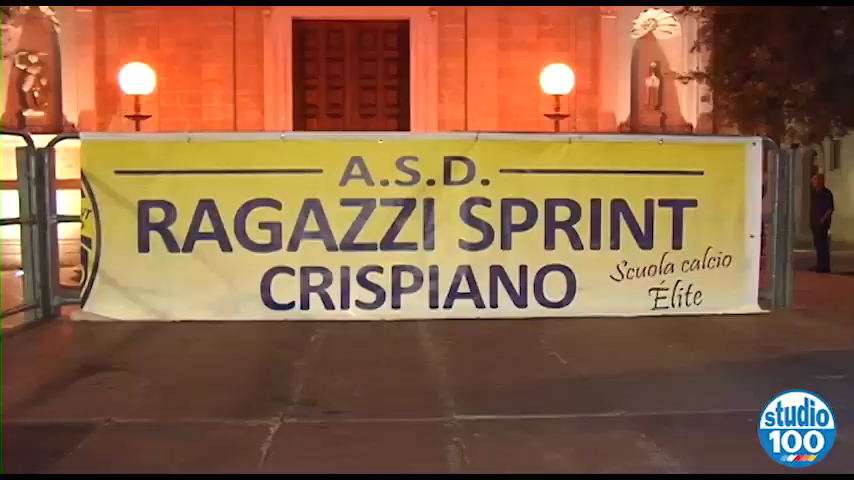 A.S.D.
RAGAZZI SPRINT
CRISPIANO
Scuola calcio
Élite
studio
100